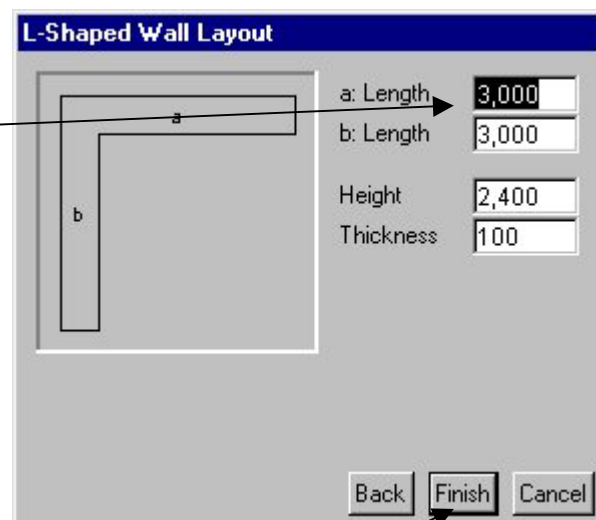 L-Shaped Wall Layout
a
b
a: Length 3,000
b: Length 3,000
Height 2,400
Thickness 100
Back Finish Cancel